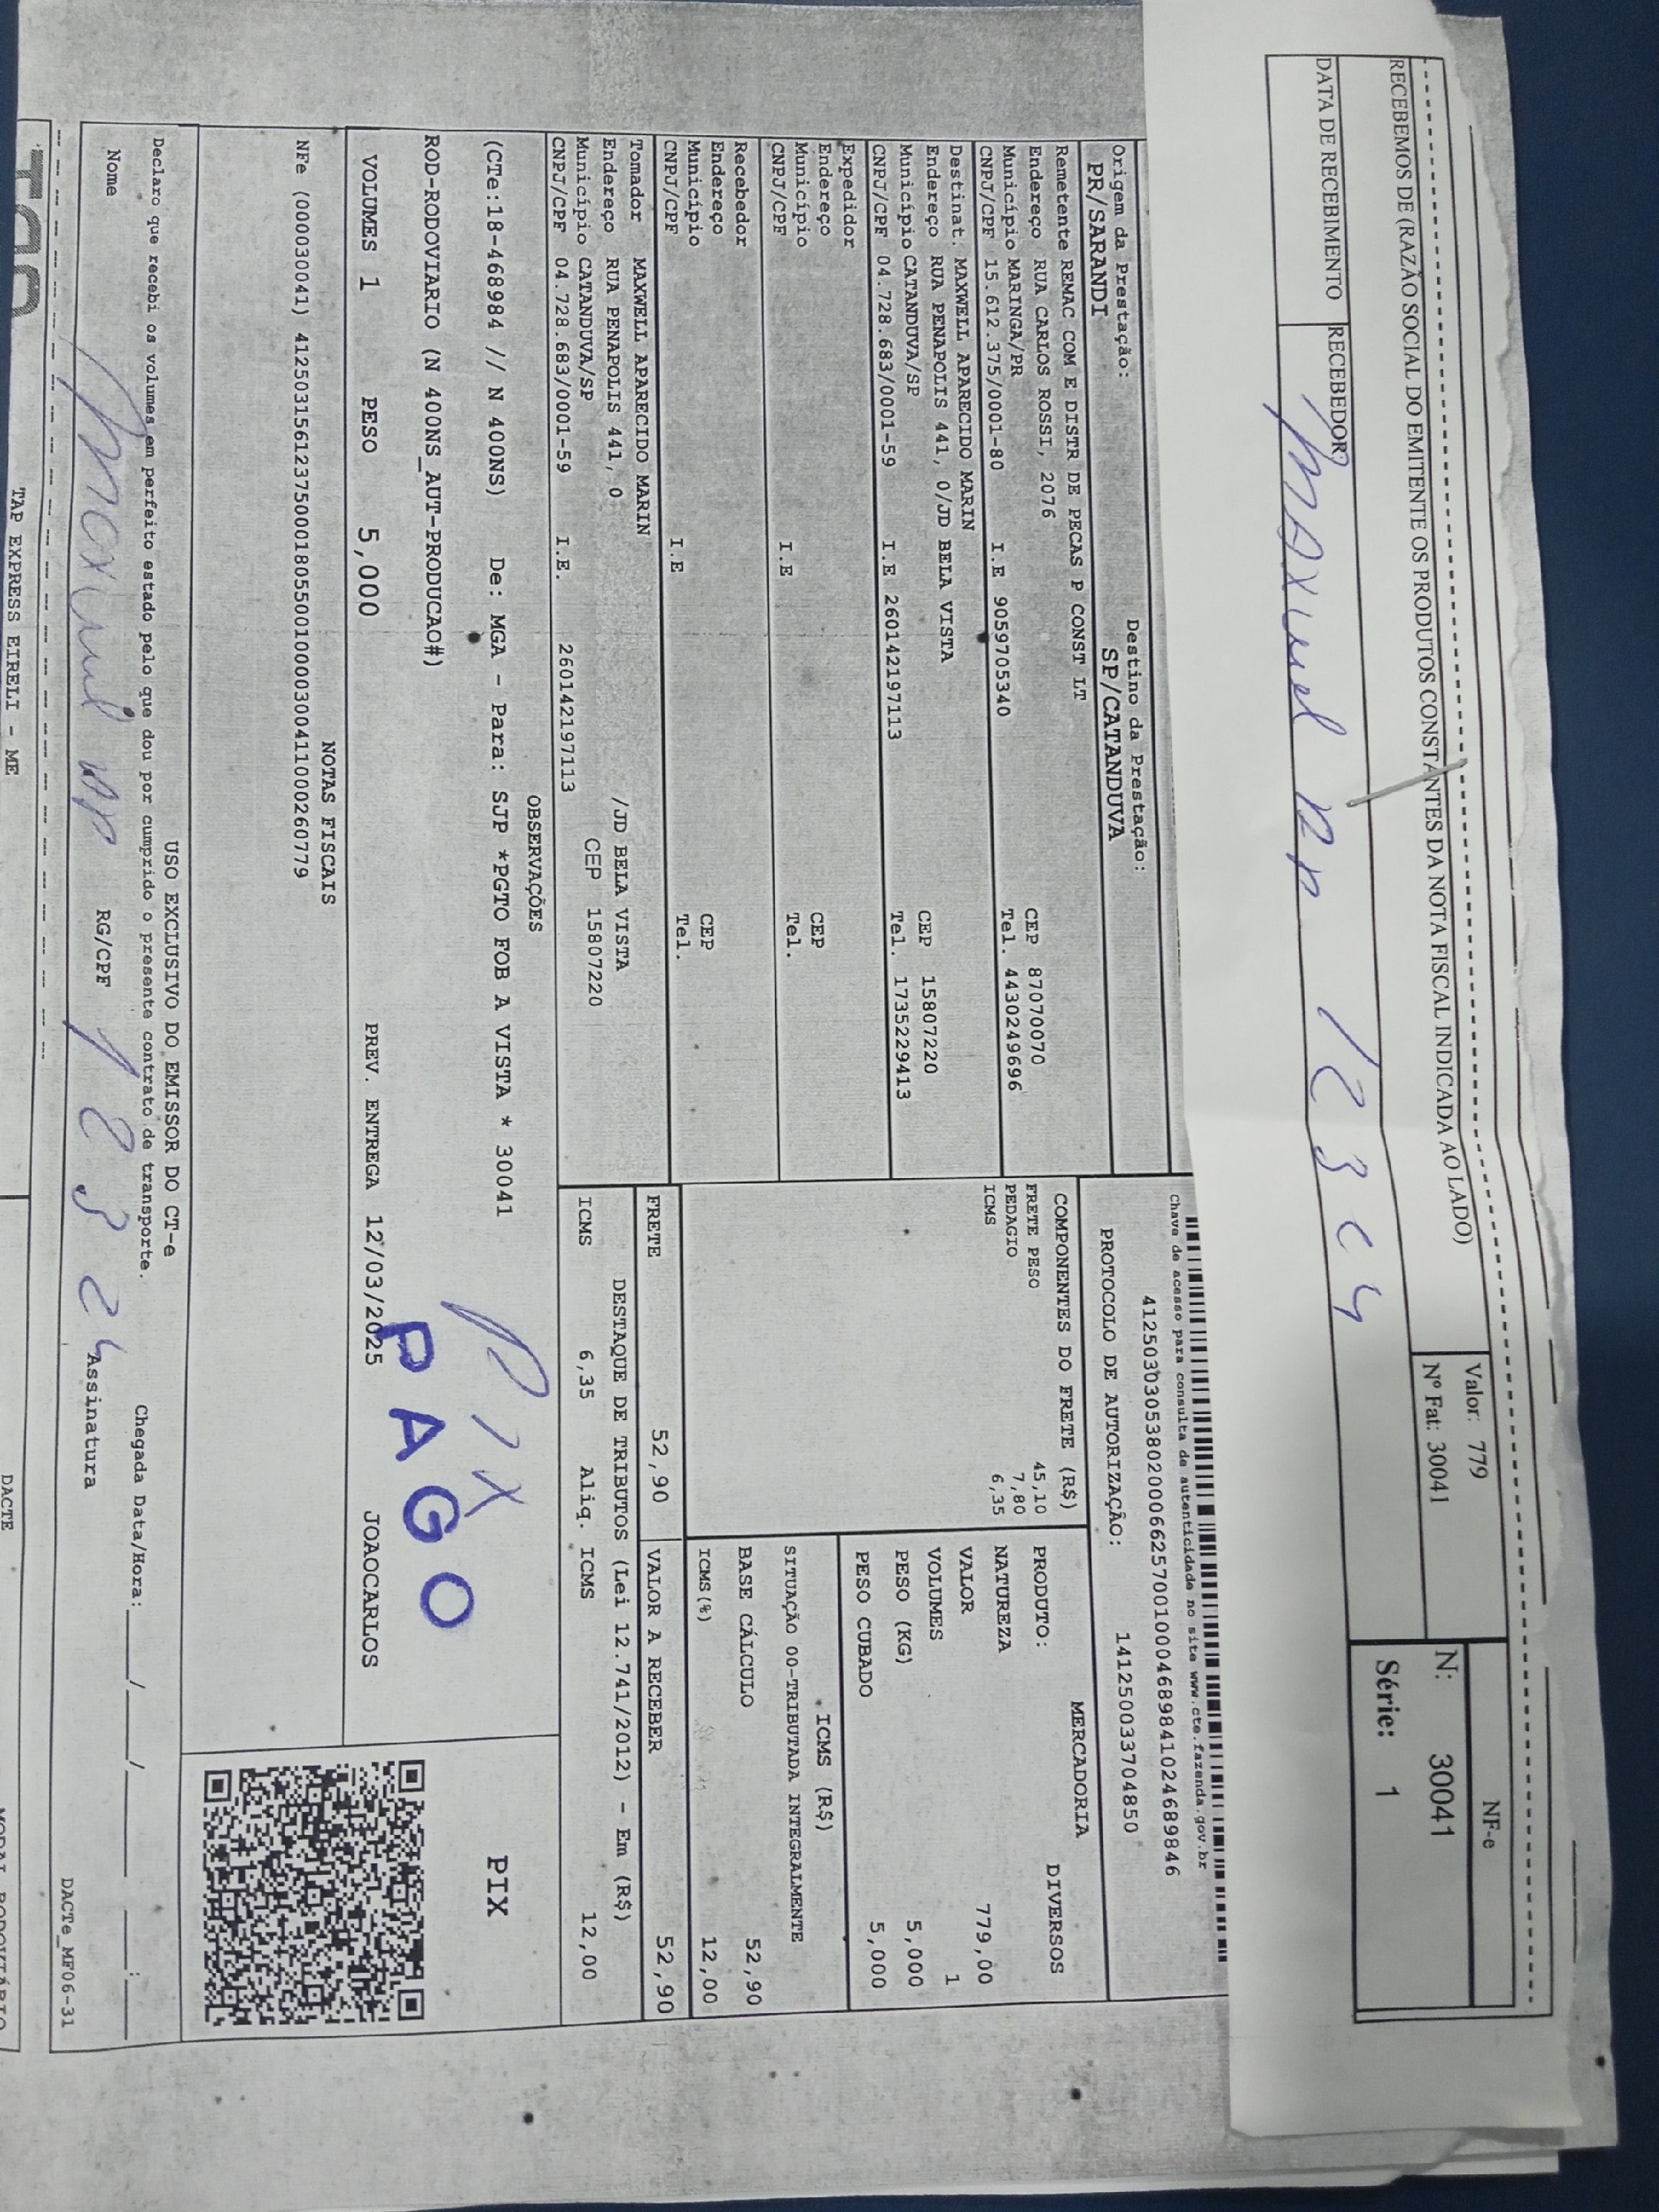 RECEBEMOS DE (RAZÃO SOCIAL DO EMITENTE OS PRODUTOS CONSTANTES DA NOTA FISCAL INDICADA AO LADO)
Valor: 779
Nº Fat: 30041
NF-e
N: 30041
Série: 1
DATA DE RECEBIMENTO
RECEBEDOR
Chave de acesso para consulta de autenticidade no site www.cte.fazenda.gov.br
PROTOCOLO DE AUTORIZAÇÃO: 141250033704850
Origem da Prestação:
PR/SARANDI
Destino da Prestação:
SP/CATANDUVA
Remetente REMAC COM E DISTR DE PECAS P CONST LT
Endereço RUA CARLOS ROSSI, 2076 CEP 87070070
Município MARINGA/PR Tel. 4430249696
CNPJ/CPF 15.612.375/0001-80 I.E 9059705340
Destinat. MAXWELL APARECIDO MARIN
Endereço RUA PENAPOLIS 441, 0/JD BELA VISTA CEP 15807220
Município CATANDUVA/SP Tel. 1735229413
CNPJ/CPF 04.728.683/0001-59 I.E 260142197113
Expedidor
Endereço CEP
Município Tel.
CNPJ/CPF I.E
Recebedor
Endereço CEP
Município Tel.
CNPJ/CPF I.E
Tomador MAXWELL APARECIDO MARIN
Endereço RUA PENAPOLIS 441, 0 /JD BELA VISTA
Município CATANDUVA/SP CEP 15807220
CNPJ/CPF 04.728.683/0001-59 I.E. 260142197113
COMPONENTES DO FRETE (R$)
FRETE PESO 45,10
PEDAGIO 7,80
ICMS 6,35
MERCADORIA
PRODUTO: DIVERSOS
NATUREZA
VALOR 779,00
VOLUMES 1
PESO (KG) 5,000
PESO CUBADO 5,000
ICMS (R$)
SITUAÇÃO 00-TRIBUTADA INTEGRALMENTE
BASE CÁLCULO 52,90
ICMS(%) 12,00
FRETE 52,90
VALOR A RECEBER 52,90
DESTAQUE DE TRIBUTOS (Lei 12.741/2012) - Em (R$)
ICMS 6,35 Aliq. ICMS 12,00
OBSERVAÇÕES
(CTe:18-468984 // N 400NS) De: MGA - Para: SJP *PGTO FOB A VISTA * 30041
ROD-RODOVIARIO (N 400NS_AUT-PRODUCAO#)
PIX
PAGO
PIX
VOLUMES 1 PESO 5,000 PREV. ENTREGA 12/03/2025 JOAOCARLOS
NOTAS FISCAIS
NFe (000030041) 41250315612375000180550010000300411000260779
USO EXCLUSIVO DO EMISSOR DO CT-e
Declaro que recebi os volumes em perfeito estado pelo que dou por cumprido o presente contrato de transporte.
Chegada Data/Hora:____/____/____ __:__
Nome
RG/CPF
Assinatura
DACTe_MF06-31
TAP EXPRESS EIRELI - ME
DACTE